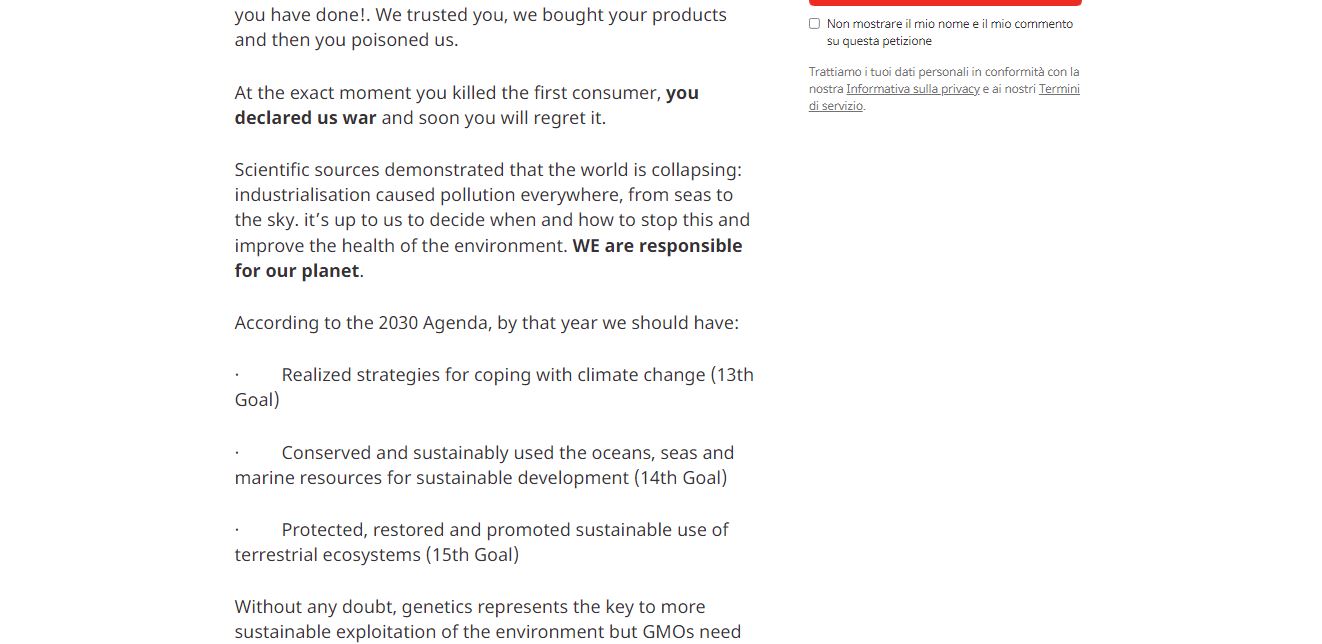 you have done!. We trusted you, we bought your products
and then you poisoned us.
At the exact moment you killed the first consumer, you
declared us war and soon you will regret it.
Scientific sources demonstrated that the world is collapsing:
industrialisation caused pollution everywhere, from seas to
the sky. it’s up to us to decide when and how to stop this and
improve the health of the environment. WE are responsible
for our planet.
According to the 2030 Agenda, by that year we should have:
· Realized strategies for coping with climate change (13th
Goal)
· Conserved and sustainably used the oceans, seas and
marine resources for sustainable development (14th Goal)
· Protected, restored and promoted sustainable use of
terrestrial ecosystems (15th Goal)
Without any doubt, genetics represents the key to more
sustainable exploitation of the environment but GMOs need
Non mostrare il mio nome e il mio commento
su questa petizione
Trattiamo i tuoi dati personali in conformità con la
nostra Informativa sulla privacy e ai nostri Termini
di servizio.